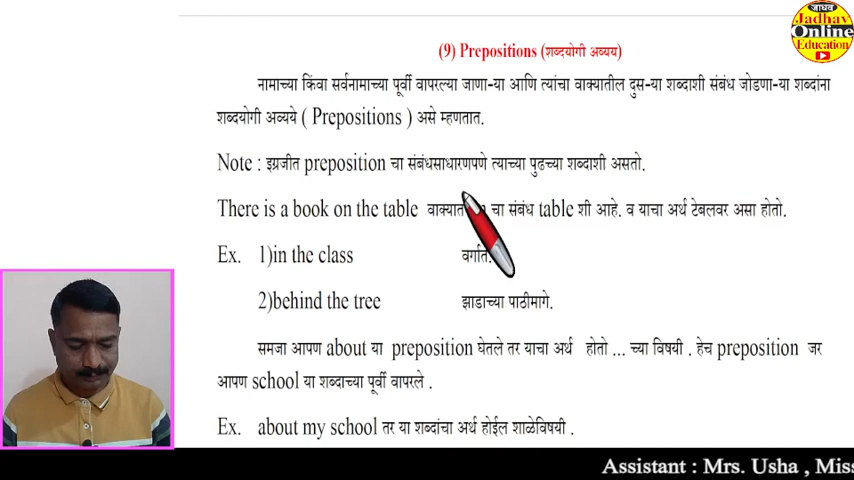 जाधव
Jadhav
Online
Education
(9) Prepositions (शब्दयोगी अव्यय)
नामाच्या किंवा सर्वनामाच्या पूर्वी वापरल्या जाणा-या आणि त्यांचा वाक्यातील दुस-या शब्दाशी संबंध जोडणा-या शब्दांना
शब्दयोगी अव्यये ( Prepositions ) असे म्हणतात.
Note : इग्रजीत preposition चा संबंधसाधारणपणे त्याच्या पुढच्या शब्दाशी असतो.
There is a book on the table वाक्यात चा संबंध table शी आहे. व याचा अर्थ टेबलवर असा होतो.
Ex. 1)in the class वर्गात.
2)behind the tree झाडाच्या पाठीमागे.
समजा आपण about या preposition घेतले तर याचा अर्थ होतो ... च्या विषयी . हेच preposition जर
आपण school या शब्दाच्या पूर्वी वापरले .
Ex. about my school तर या शब्दांचा अर्थ होईल शाळेविषयी .
Assistant : Mrs. Usha , Miss